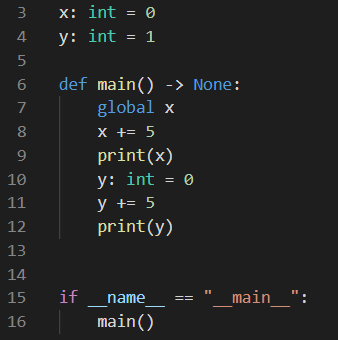 3 x: int = 0
4 y: int = 1
5
6 def main() -> None:
7     global x
8     x += 5
9     print(x)
10     y: int = 0
11     y += 5
12     print(y)
13
14
15 if __name__ == "__main__":
16     main()